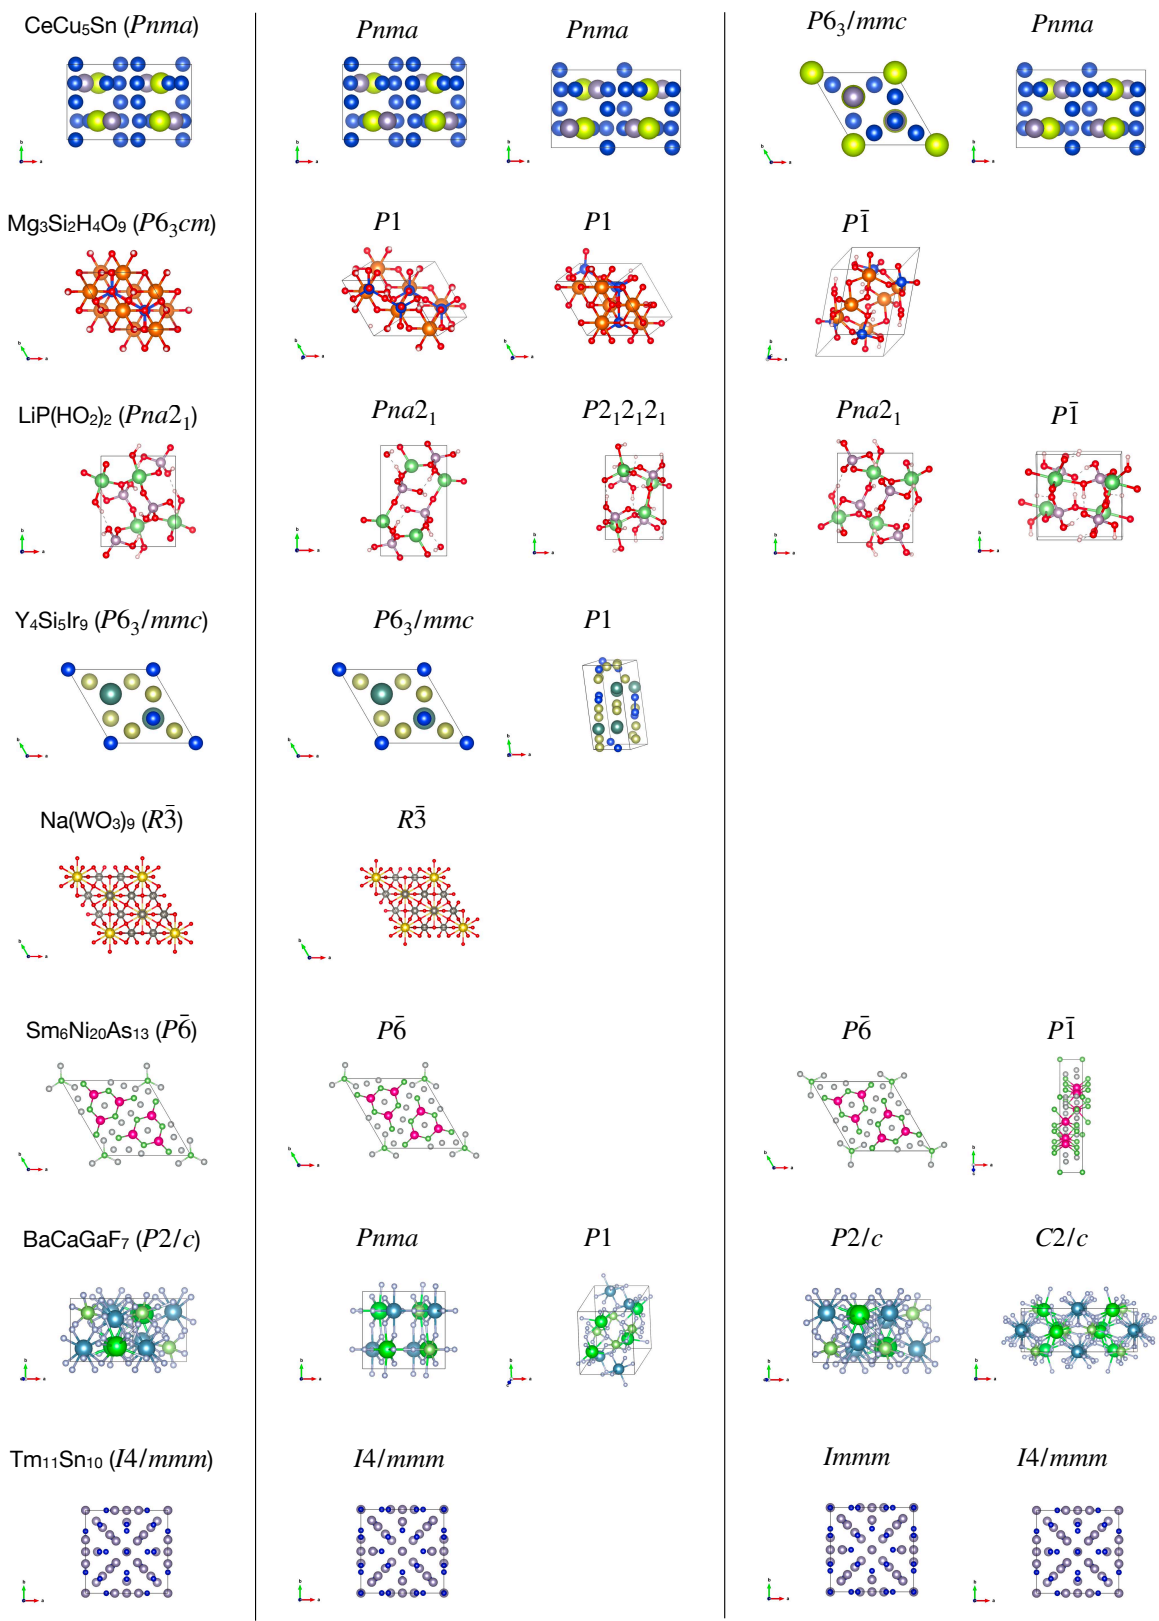 CeCu₅Sn (Pnma) Pnma Pnma P6₃/mmc Pnma
Mg₃Si₂H₄O₉ (P6₃cm) P1 P1 P1̄
LiP(HO₂)₂ (Pna2₁) Pna2₁ P2₁2₁2₁ Pna2₁ P1̄
Y₄Si₅Ir₉ (P6₃/mmc) P6₃/mmc P1
Na(WO₃)₉ (R3̄) R3̄
Sm₆Ni₂₀As₁₃ (P6̄) P6̄ P6̄ P1̄
BaCaGaF₇ (P2/c) Pnma P1 P2/c C2/c
Tm₁₁Sn₁₀ (I4/mmm) I4/mmm Immm I4/mmm